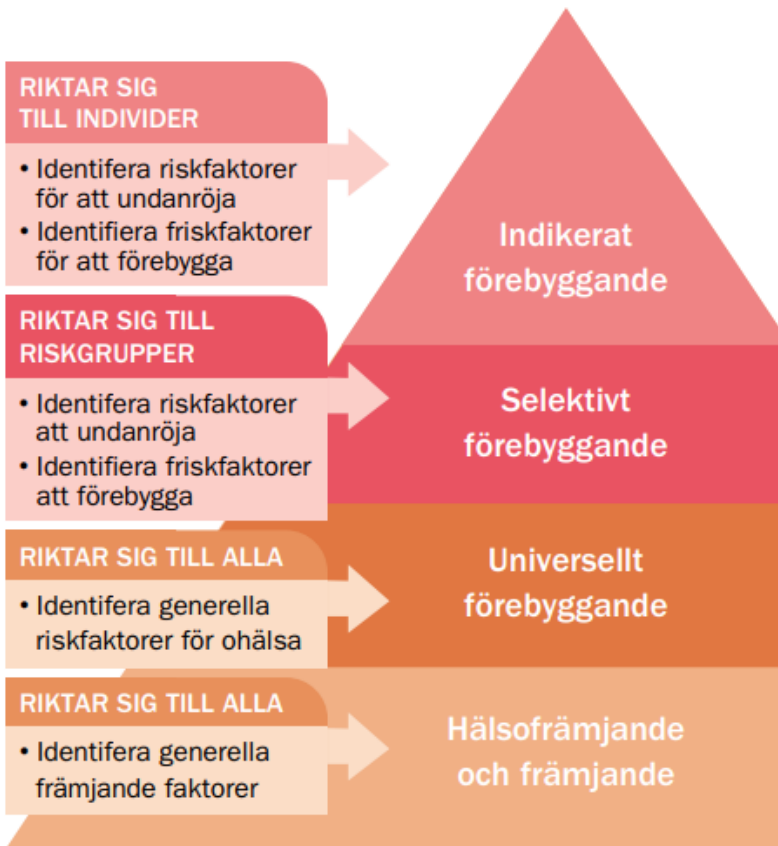 RIKTAR SIG
TILL INDIVIDER
• Identifera riskfaktorer
för att undanröja
• Identifiera friskfaktorer
för att förebygga
Indikerat
förebyggande
RIKTAR SIG TILL
RISKGRUPPER
• Identifera riskfaktorer
att undanröja
• Identifiera friskfaktorer
att förebygga
Selektivt
förebyggande
RIKTAR SIG TILL ALLA
• Identifera generella
riskfaktorer för ohälsa
Universellt
förebyggande
RIKTAR SIG TILL ALLA
• Identifera generella
främjande faktorer
Hälsofrämjande
och främjande